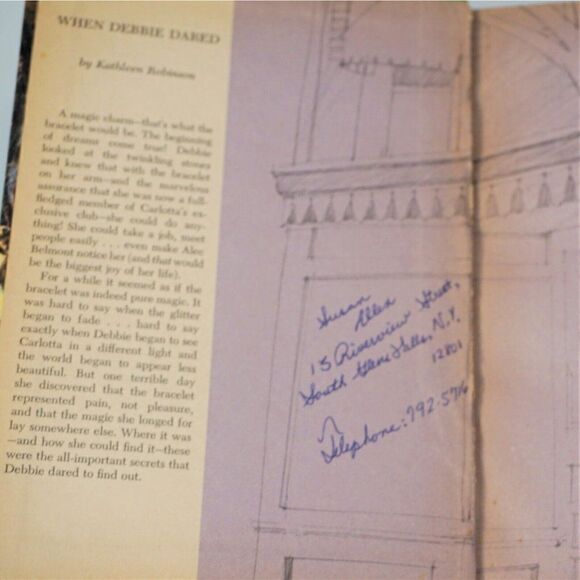 WHEN DEBBIE DARED
by Kathleen Robinson
A magic charm—that's what the
bracelet would be. The beginning
of dreams come true! Debbie
looked at the twinkling stones
and knew that with the bracelet
on her arm—and the marvelous
assurance that she was now a full-
fledged member of Carlotta's ex-
clusive club—she could do any-
thing! She could take a job, meet
people easily . . . even make Alec
Belmont notice her (and that would
be the biggest joy of her life).
For a while it seemed as if the
bracelet was indeed pure magic. It
was hard to say when the glitter
began to fade . . . hard to say
exactly when Debbie began to see
Carlotta in a different light and
the world began to appear less
beautiful. But one terrible day
she discovered that the bracelet
represented pain, not pleasure,
and that the magic she longed for
lay somewhere else. Where it was
—and how she could find it—these
were the all-important secrets that
Debbie dared to find out.
Susan
Allen
13 Riverview Street,
South Glens Falls, N.Y.
12801
Telephone: 792-5716